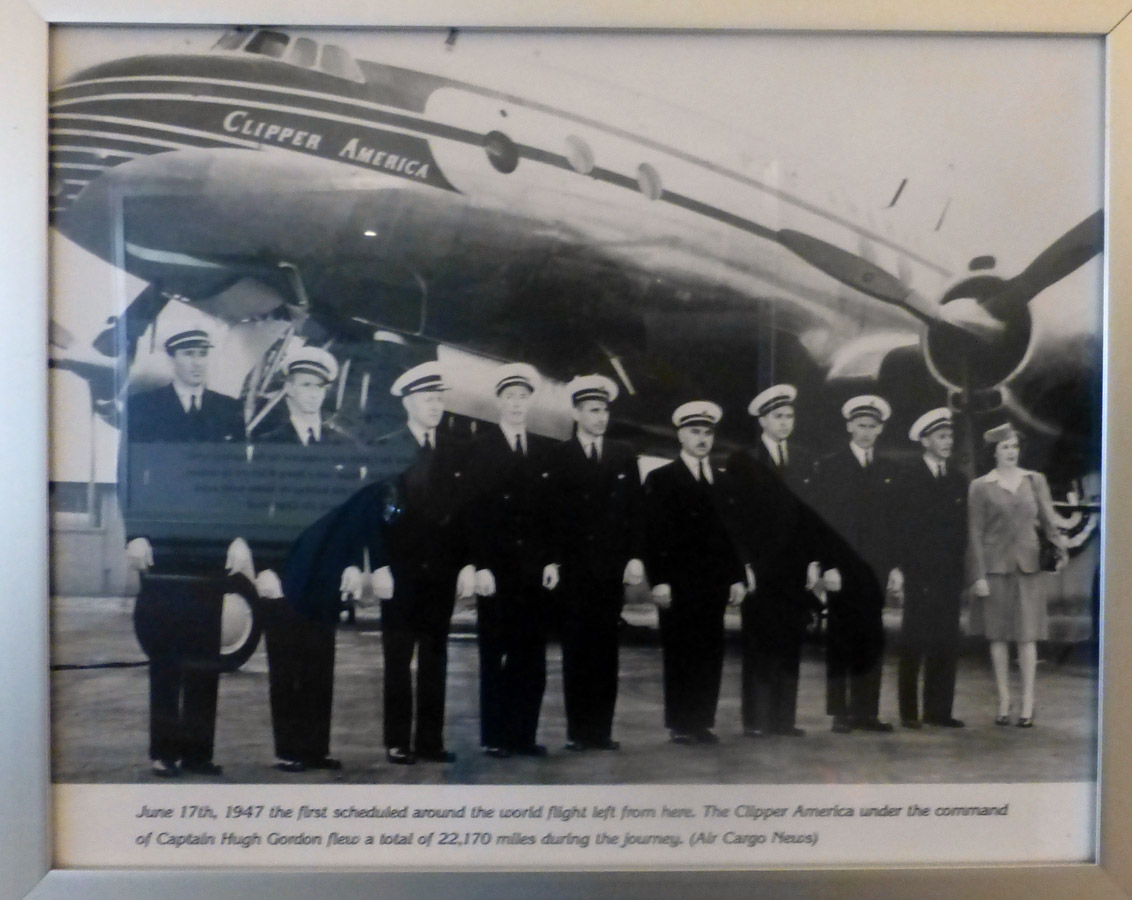 CLIPPER AMERICA
June 17th, 1947 the first scheduled around the world flight left from here. The Clipper America under the command
of Captain Hugh Gordon flew a total of 22,170 miles during the journey. (Air Cargo News)